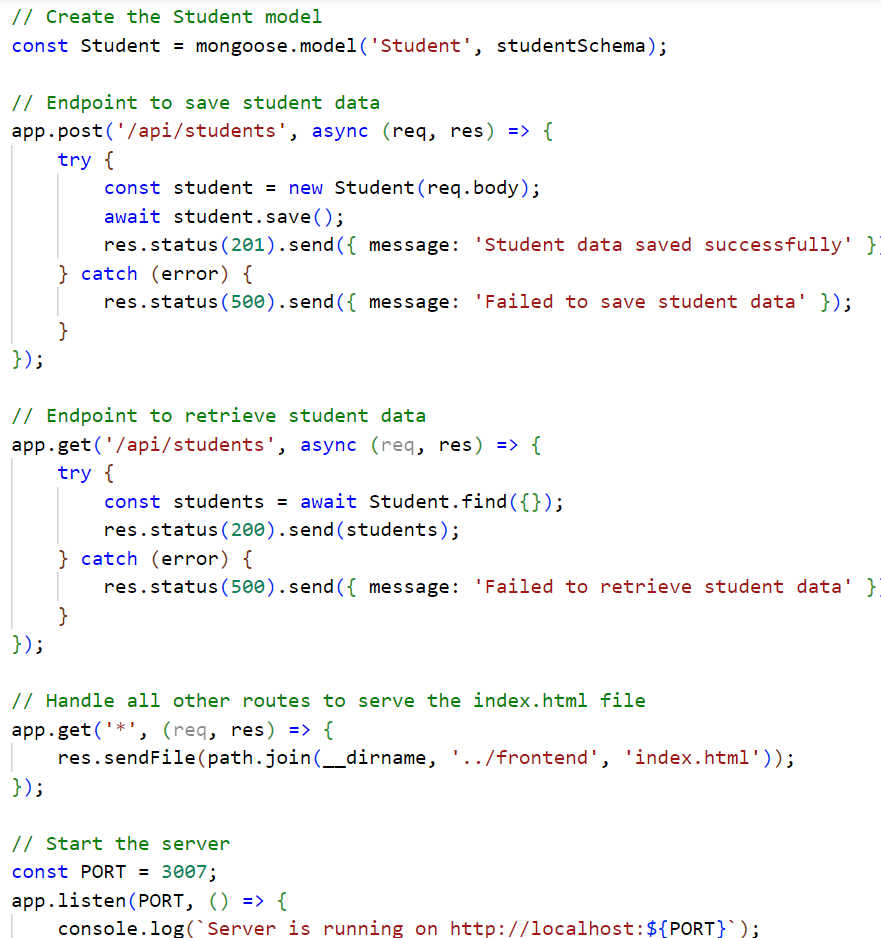 // Create the Student model
const Student = mongoose.model('Student', studentSchema);
// Endpoint to save student data
app.post('/api/students', async (req, res) => {
    try {
        const student = new Student(req.body);
        await student.save();
        res.status(201).send({ message: 'Student data saved successfully' })
    } catch (error) {
        res.status(500).send({ message: 'Failed to save student data' });
    }
});
// Endpoint to retrieve student data
app.get('/api/students', async (req, res) => {
    try {
        const students = await Student.find({});
        res.status(200).send(students);
    } catch (error) {
        res.status(500).send({ message: 'Failed to retrieve student data' })
    }
});
// Handle all other routes to serve the index.html file
app.get('*', (req, res) => {
    res.sendFile(path.join(__dirname, '../frontend', 'index.html'));
});
// Start the server
const PORT = 3007;
app.listen(PORT, () => {
    console.log(`Server is running on http://localhost:${PORT}`);